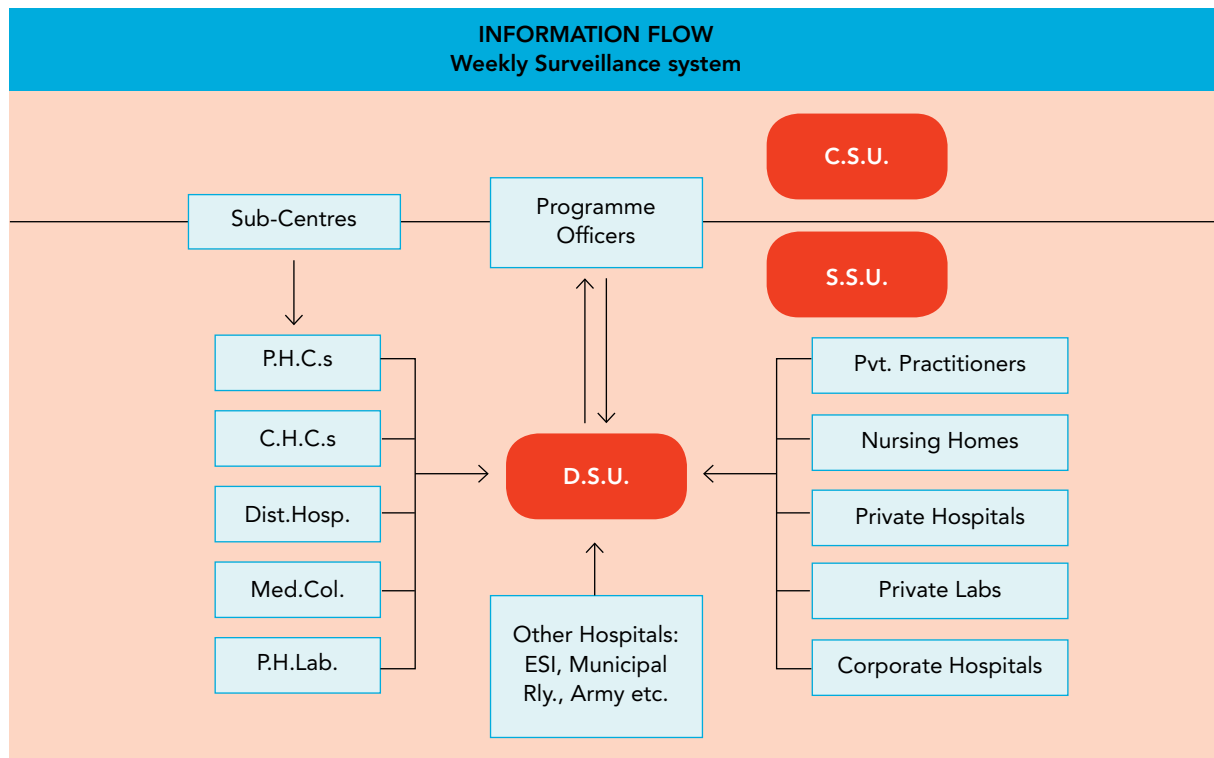 INFORMATION FLOW
Weekly Surveillance system
C.S.U.
Sub-Centres
Programme
Officers
S.S.U.
P.H.C.s
C.H.C.s
Dist.Hosp.
Med.Col.
P.H.Lab.
D.S.U.
Other Hospitals:
ESI, Municipal
Rly., Army etc.
Pvt. Practitioners
Nursing Homes
Private Hospitals
Private Labs
Corporate Hospitals